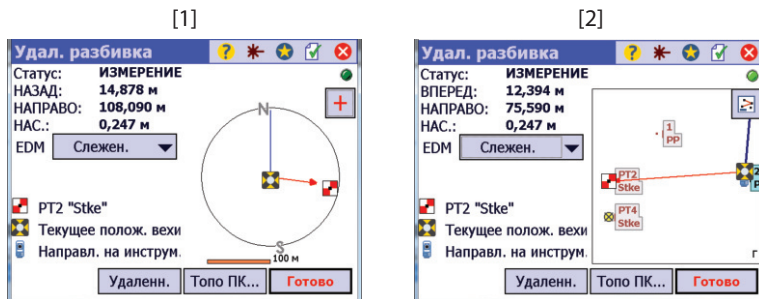 [1]
Удал. разбивка
Статус: ИЗМЕРЕНИЕ
НАЗАД: 14,878 м
НАПРАВО: 108,090 м
НАС.: 0,247 м
EDM Слежен.
N
S
100 м
PT2 "Stke"
Текущее полож. вехи
Направл. на инструм.
Удаленн. Топо ПК... Готово
[2]
Удал. разбивка
Статус: ИЗМЕРЕНИЕ
ВПЕРЕД: 12,394 м
НАПРАВО: 75,590 м
НАС.: 0,247 м
EDM Слежен.
1
PP
PT2
Stke
PT4
Stke
PT2 "Stke"
Текущее полож. вехи
Направл. на инструм.
Удаленн. Топо ПК... Готово